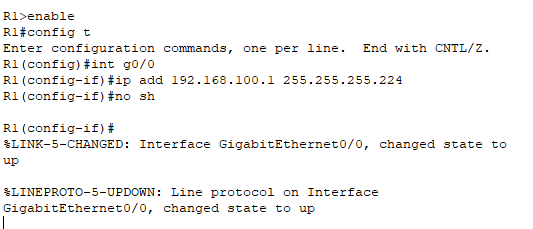 R1>enable
R1#config t
Enter configuration commands, one per line.  End with CNTL/Z.
R1(config)#int g0/0
R1(config-if)#ip add 192.168.100.1 255.255.255.224
R1(config-if)#no sh
R1(config-if)#
%LINK-5-CHANGED: Interface GigabitEthernet0/0, changed state to
up
%LINEPROTO-5-UPDOWN: Line protocol on Interface
GigabitEthernet0/0, changed state to up